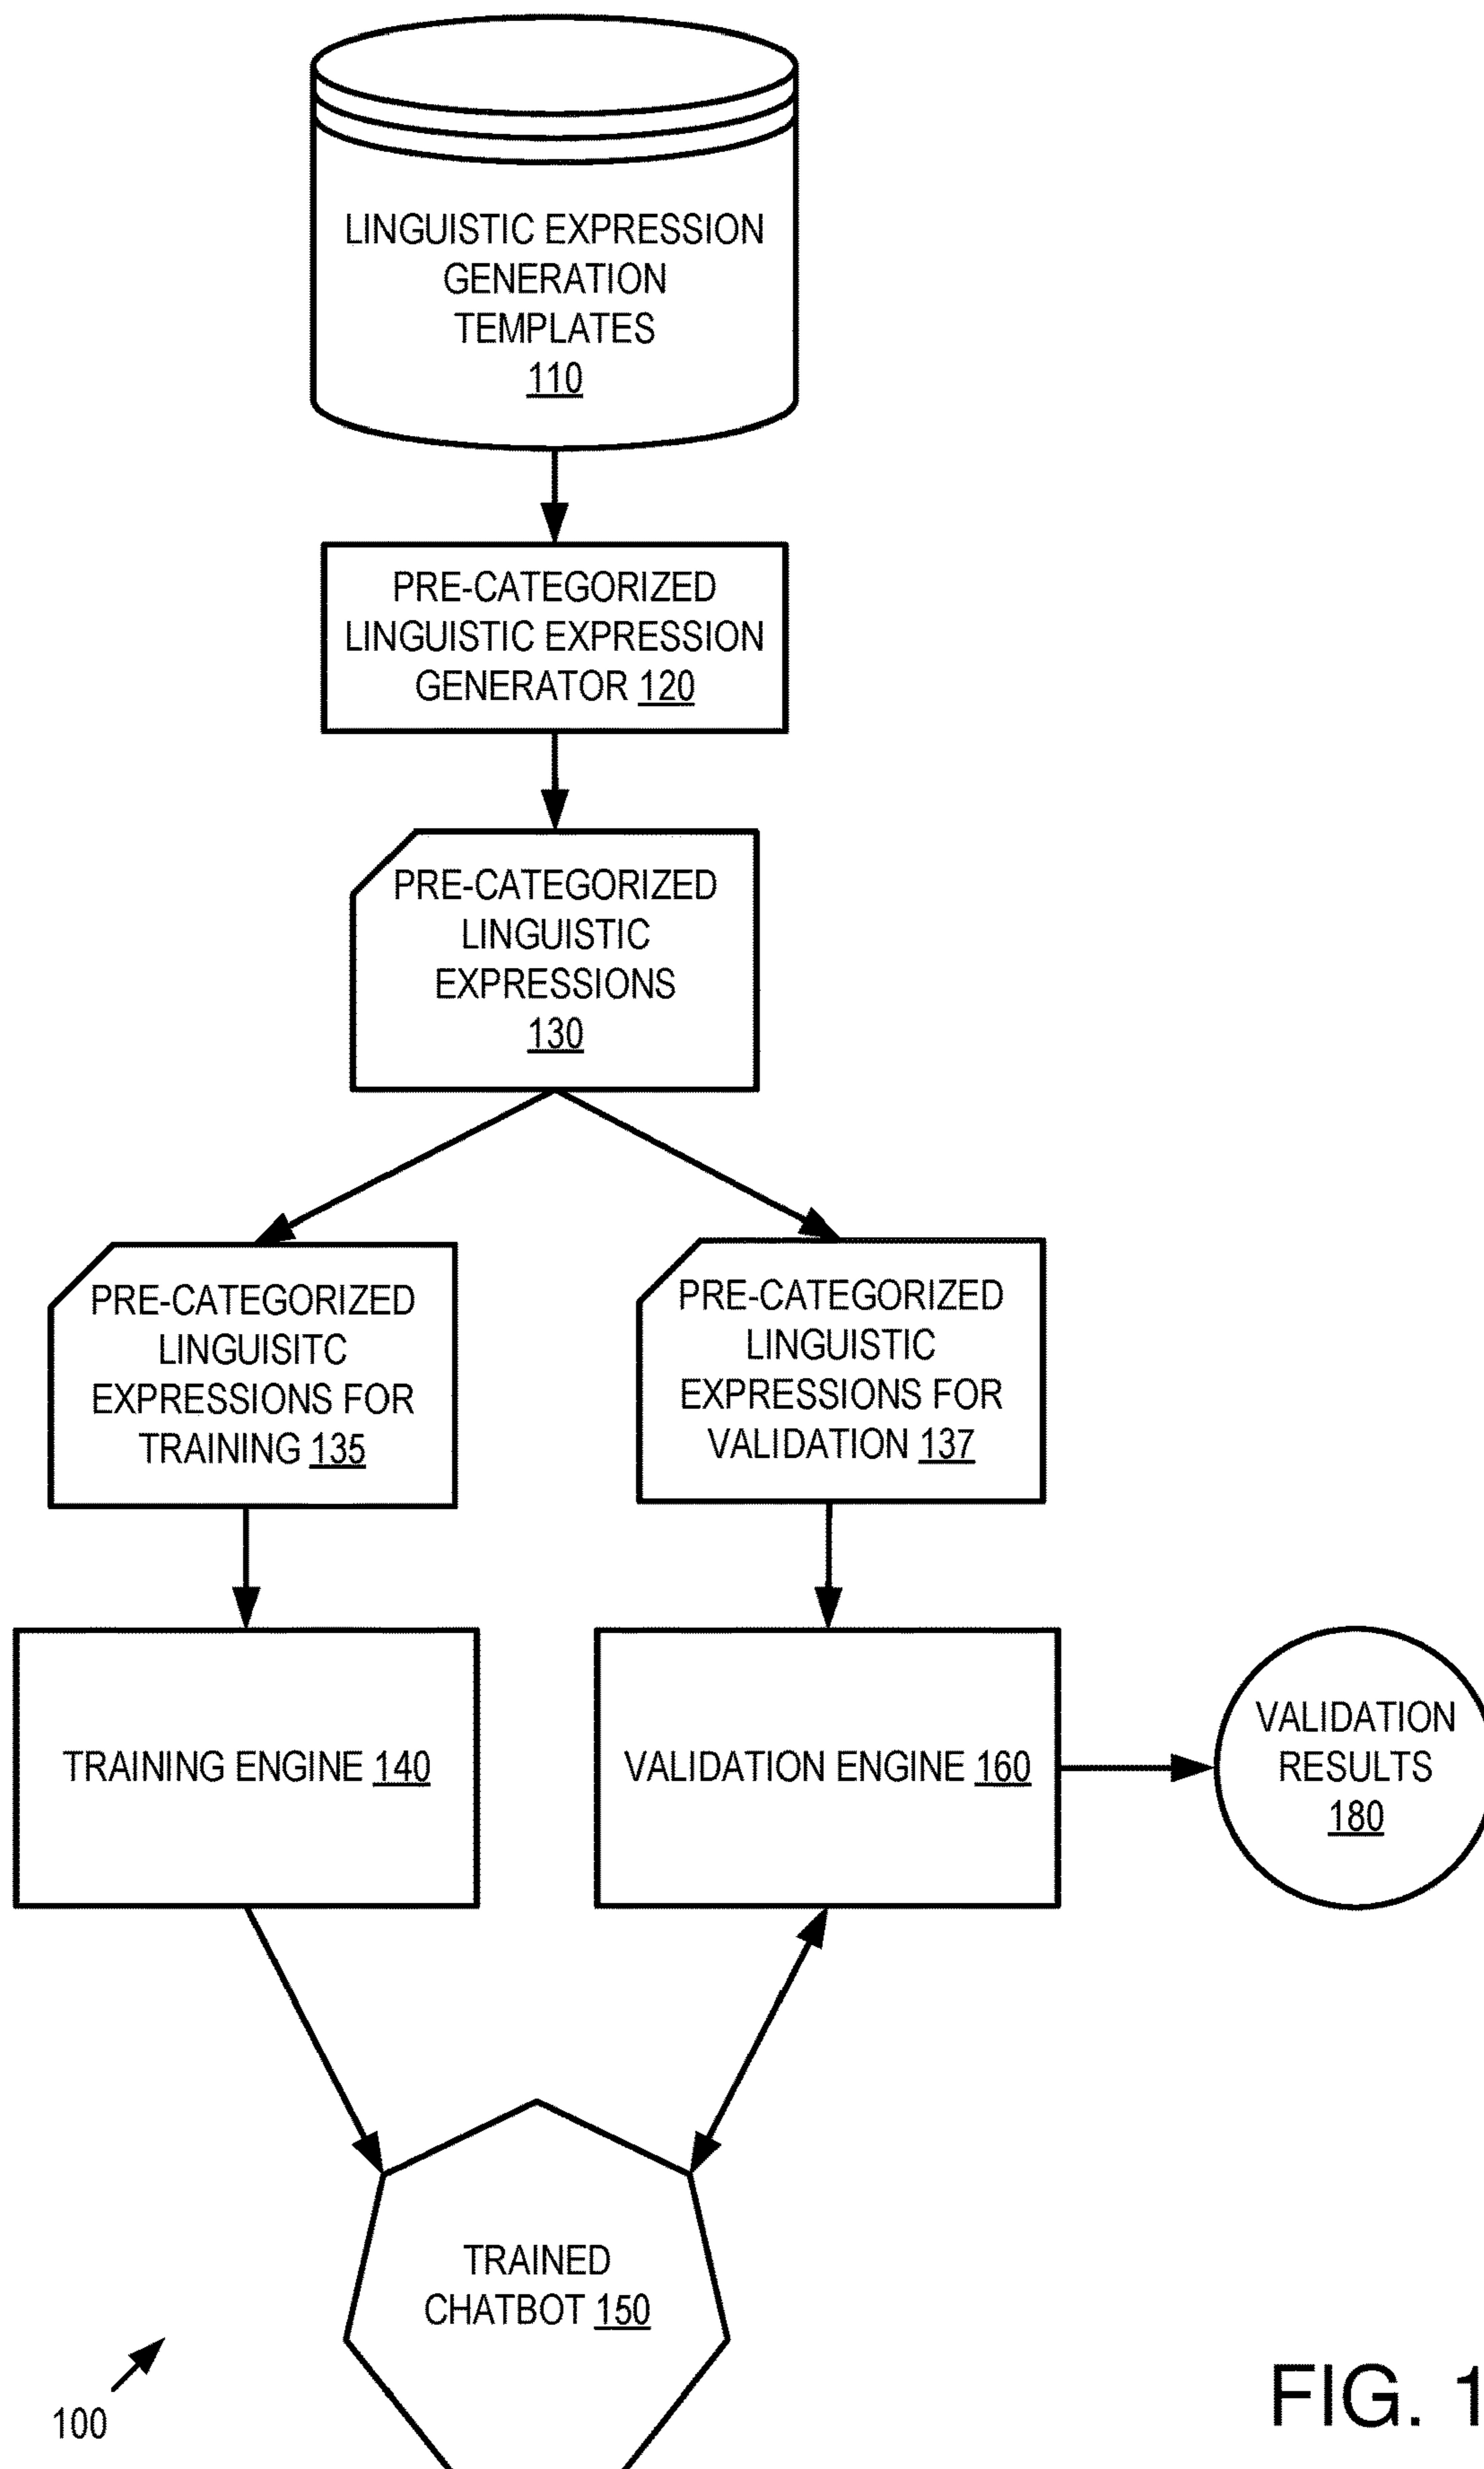 LINGUISTIC EXPRESSION
GENERATION
TEMPLATES
110
PRE-CATEGORIZED
LINGUISTIC EXPRESSION
GENERATOR 120
PRE-CATEGORIZED
LINGUISTIC
EXPRESSIONS
130
PRE-CATEGORIZED
LINGUISITC
EXPRESSIONS FOR
TRAINING 135
PRE-CATEGORIZED
LINGUISTIC
EXPRESSIONS FOR
VALIDATION 137
TRAINING ENGINE 140
VALIDATION ENGINE 160
VALIDATION
RESULTS
180
TRAINED
CHATBOT 150
100
FIG. 1